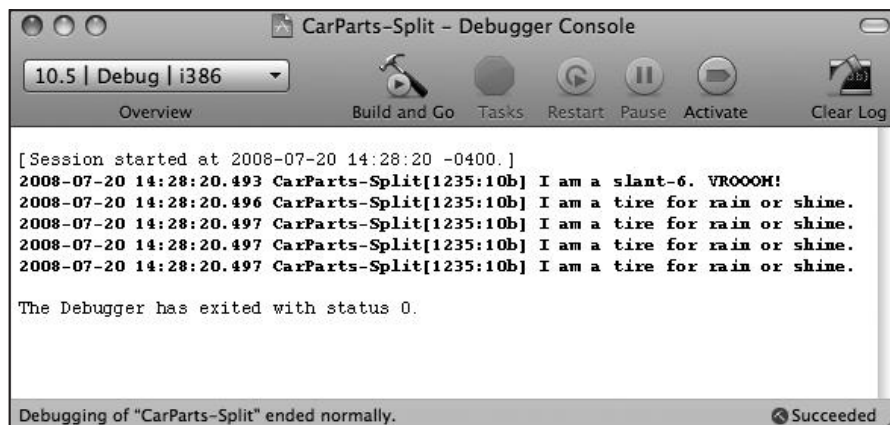 CarParts-Split – Debugger Console
10.5 | Debug | i386
Overview
Build and Go
Tasks
Restart
Pause
Activate
Clear Log
[Session started at 2008-07-20 14:28:20 -0400.]
2008-07-20 14:28:20.493 CarParts-Split[1235:10b] I am a slant-6. VROOOM!
2008-07-20 14:28:20.496 CarParts-Split[1235:10b] I am a tire for rain or shine.
2008-07-20 14:28:20.497 CarParts-Split[1235:10b] I am a tire for rain or shine.
2008-07-20 14:28:20.497 CarParts-Split[1235:10b] I am a tire for rain or shine.
2008-07-20 14:28:20.497 CarParts-Split[1235:10b] I am a tire for rain or shine.
The Debugger has exited with status 0.
Debugging of “CarParts-Split” ended normally.
Succeeded